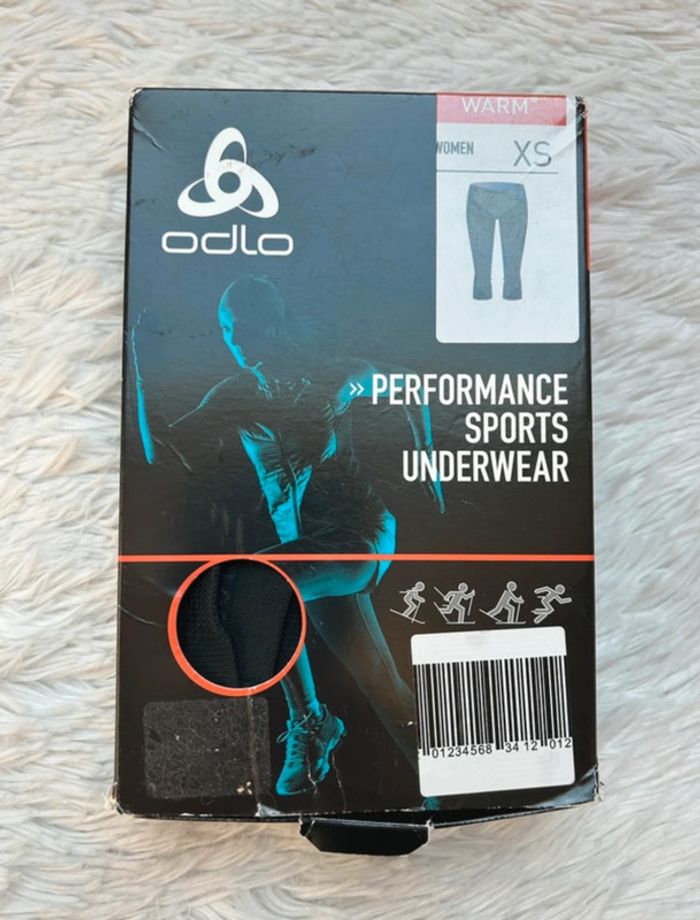 WARM°
WOMEN XS
odlo
» PERFORMANCE
SPORTS
UNDERWEAR
01234568 34 12 012